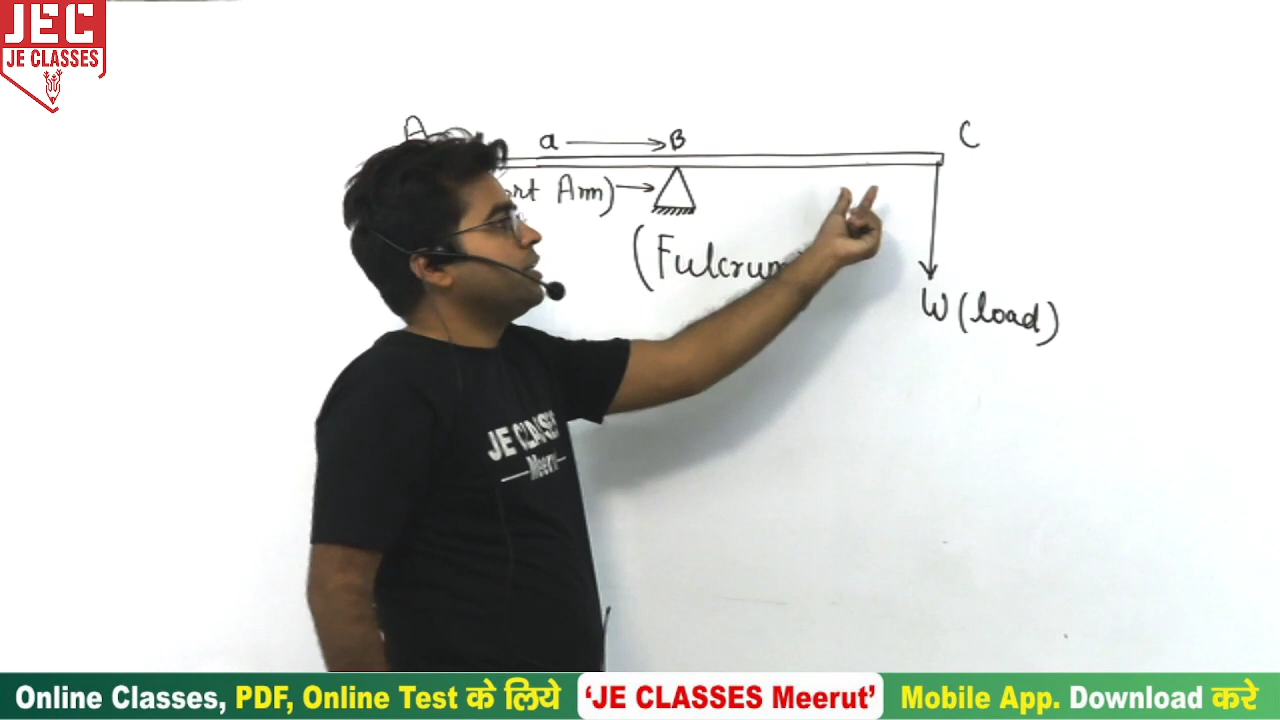 JEC
JE CLASSES
A
a → B
C
Arm) →
(Fulcrum
W (load)
JE CLASSES
Meerut
Online Classes, PDF, Online Test के लिये 'JE CLASSES Meerut' Mobile App. Download करे